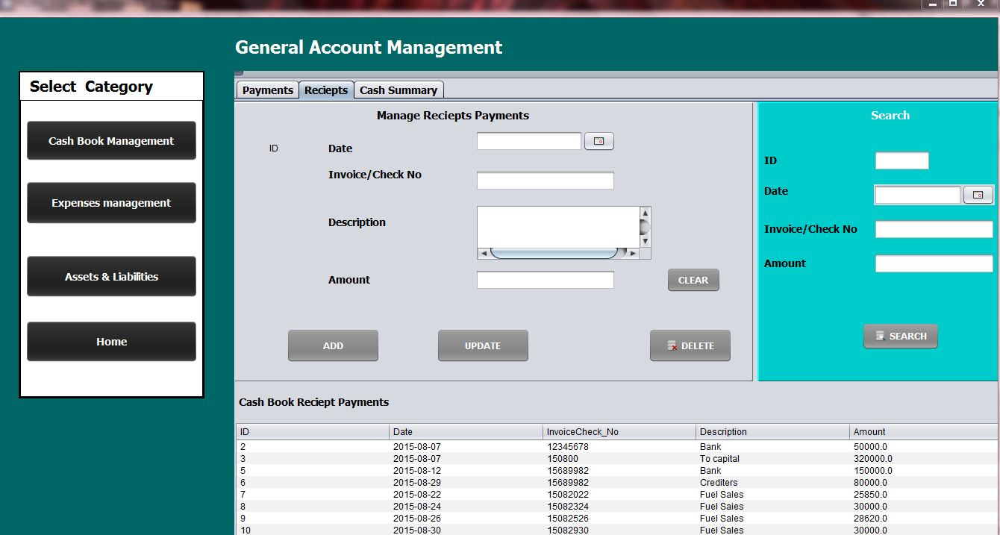 General Account Management
Select Category
Cash Book Management
Expenses management
Assets & Liabilities
Home
Payments Reciepts Cash Summary
Manage Reciepts Payments
ID Date
Invoice/Check No
Description
Amount
CLEAR
ADD UPDATE DELETE
Search
ID
Date
Invoice/Check No
Amount
SEARCH
Cash Book Reciept Payments
ID Date InvoiceCheck_No Description Amount
2 2015-08-07 12345678 Bank 50000.0
3 2015-08-07 150800 To capital 320000.0
5 2015-08-12 15689982 Bank 150000.0
6 2015-08-29 15689982 Crediters 80000.0
7 2015-08-22 15082022 Fuel Sales 25850.0
8 2015-08-24 15082324 Fuel Sales 30000.0
9 2015-08-26 15082526 Fuel Sales 28620.0
10 2015-08-30 15082930 Fuel Sales 30000.0